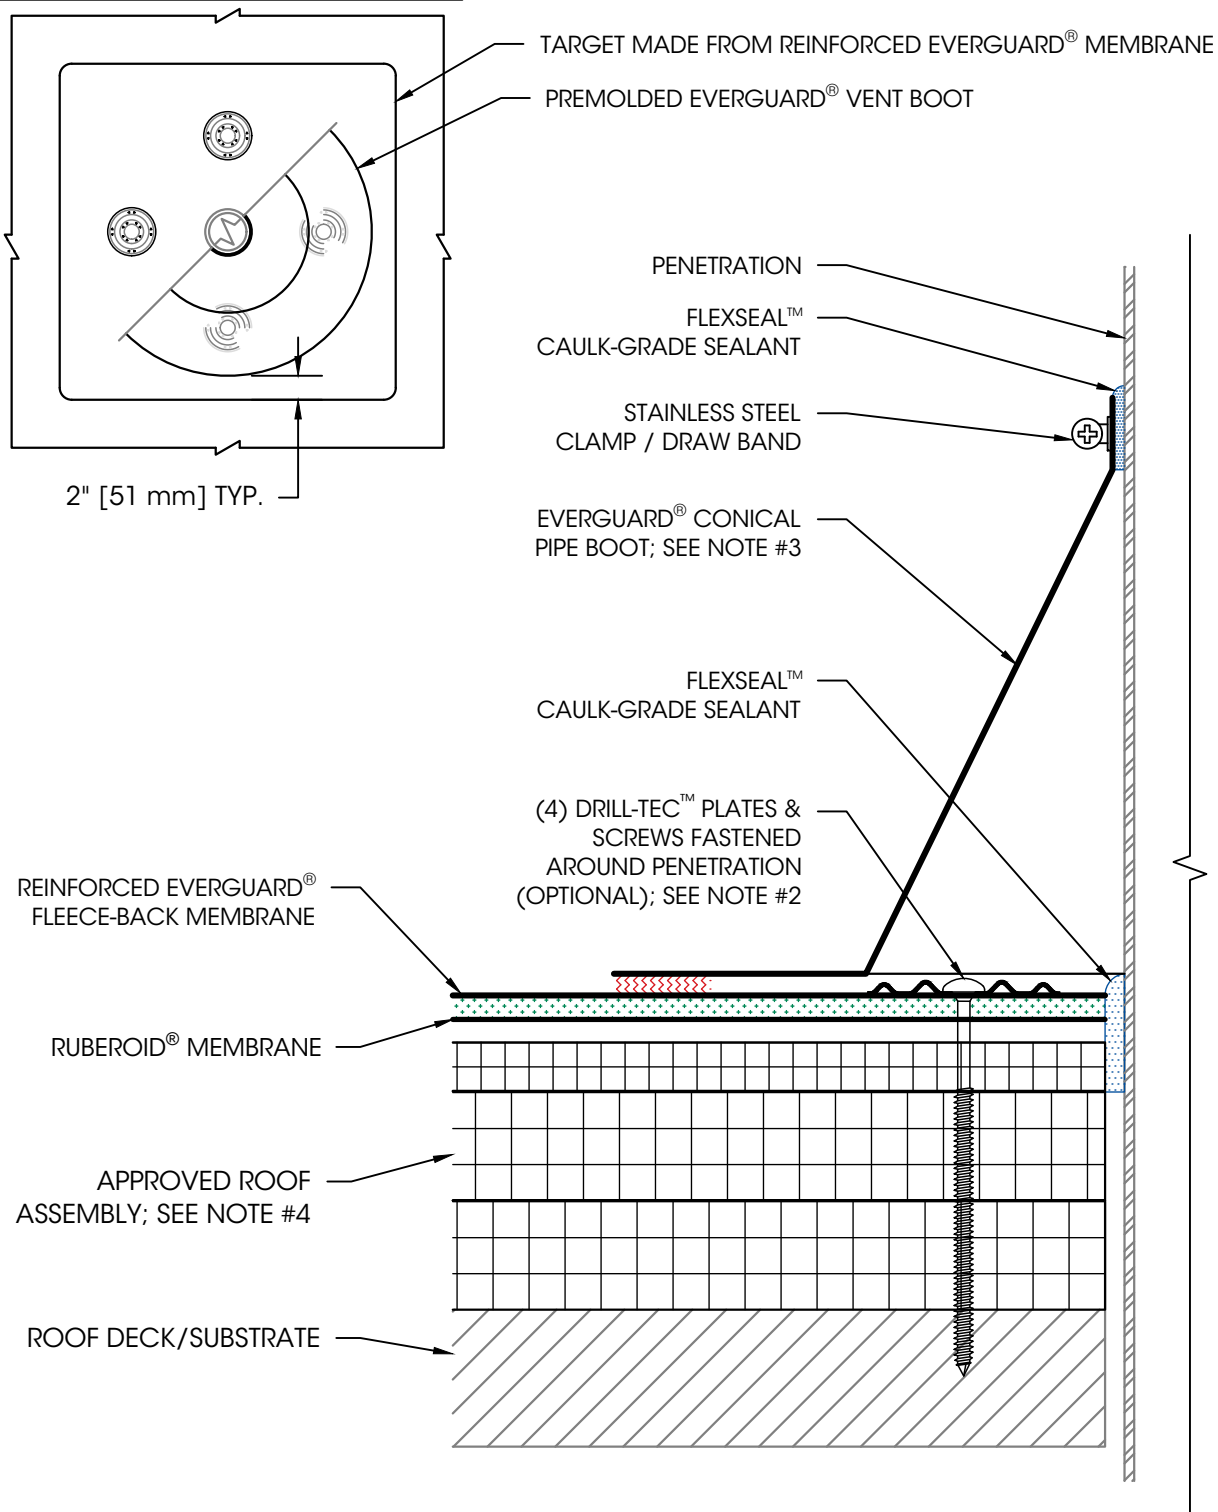 TARGET MADE FROM REINFORCED EVERGUARD® MEMBRANE
PREMOLDED EVERGUARD® VENT BOOT
2" [51 mm] TYP.
PENETRATION
FLEXSEAL™
CAULK-GRADE SEALANT
STAINLESS STEEL
CLAMP / DRAW BAND
EVERGUARD® CONICAL
PIPE BOOT; SEE NOTE #3
FLEXSEAL™
CAULK-GRADE SEALANT
(4) DRILL-TEC™ PLATES &
SCREWS FASTENED
AROUND PENETRATION
(OPTIONAL); SEE NOTE #2
REINFORCED EVERGUARD®
FLEECE-BACK MEMBRANE
RUBEROID® MEMBRANE
APPROVED ROOF
ASSEMBLY; SEE NOTE #4
ROOF DECK/SUBSTRATE